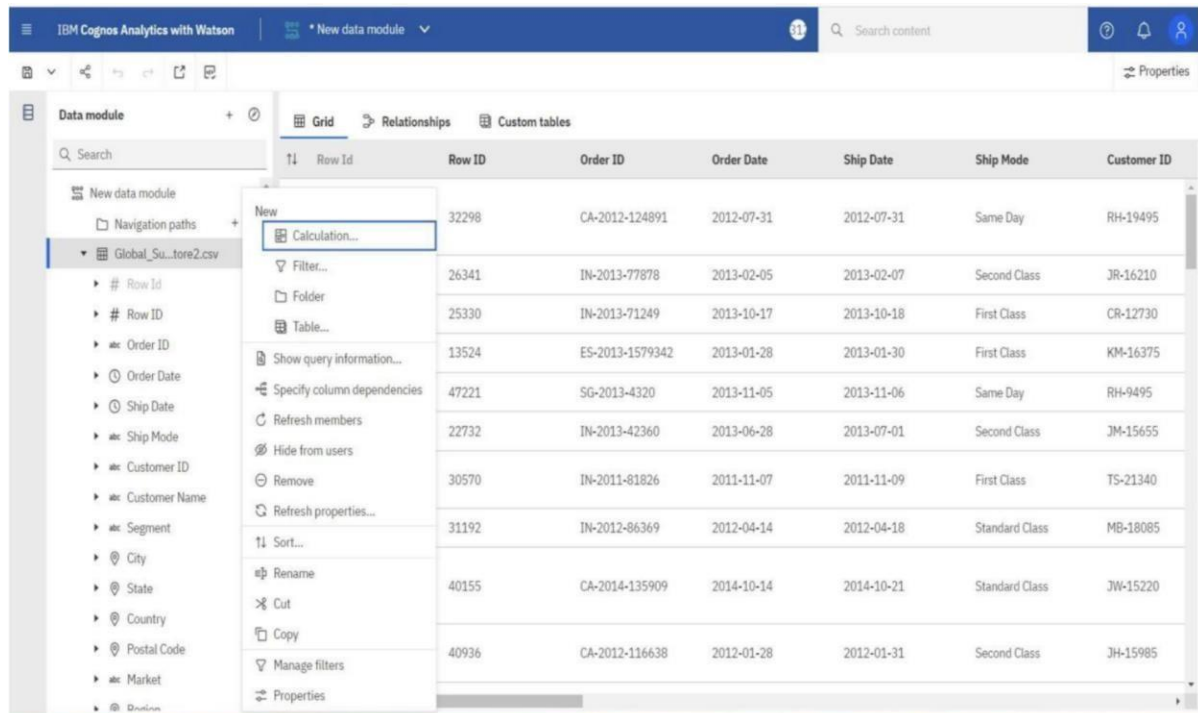 IBM Cognos Analytics with Watson
* New data module
31
Search content
Properties
Data module
+
Grid
Relationships
Custom tables
Search
Row Id
Row ID
Order ID
Order Date
Ship Date
Ship Mode
Customer ID
New data module
Navigation paths
+
Global_Su...tore2.csv
# Row Id
# Row ID
abc Order ID
Order Date
Ship Date
abc Ship Mode
abc Customer ID
abc Customer Name
abc Segment
City
State
Country
Postal Code
abc Market
Region
New
Calculation...
Filter...
Folder
Table...
Show query information...
Specify column dependencies
Refresh members
Hide from users
Remove
Refresh properties...
Sort...
Rename
Cut
Copy
Manage filters
Properties
32298 CA-2012-124891 2012-07-31 2012-07-31 Same Day RH-19495
26341 IN-2013-77878 2013-02-05 2013-02-07 Second Class JR-16210
25330 IN-2013-71249 2013-10-17 2013-10-18 First Class CR-12730
13524 ES-2013-1579342 2013-01-28 2013-01-30 First Class KM-16375
47221 SG-2013-4320 2013-11-05 2013-11-06 Same Day RH-9495
22732 IN-2013-42360 2013-06-28 2013-07-01 Second Class JM-15655
30570 IN-2011-81826 2011-11-07 2011-11-09 First Class TS-21340
31192 IN-2012-86369 2012-04-14 2012-04-18 Standard Class MB-18085
40155 CA-2014-135909 2014-10-14 2014-10-21 Standard Class JW-15220
40936 CA-2012-116638 2012-01-28 2012-01-31 Second Class JH-15985